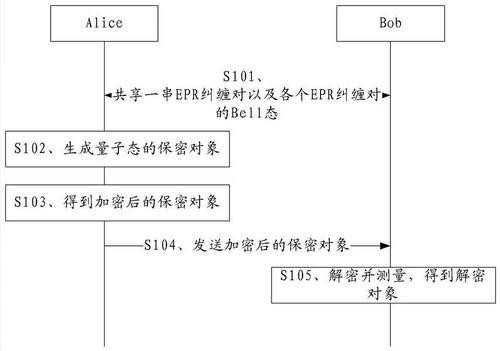 Alice
Bob
S101、
共享一串EPR纠缠对以及各个EPR纠缠对
的Bell态
S102、生成量子态的保密对象
S103、得到加密后的保密对象
S104、发送加密后的保密对象
S105、解密并测量，得到解密
对象